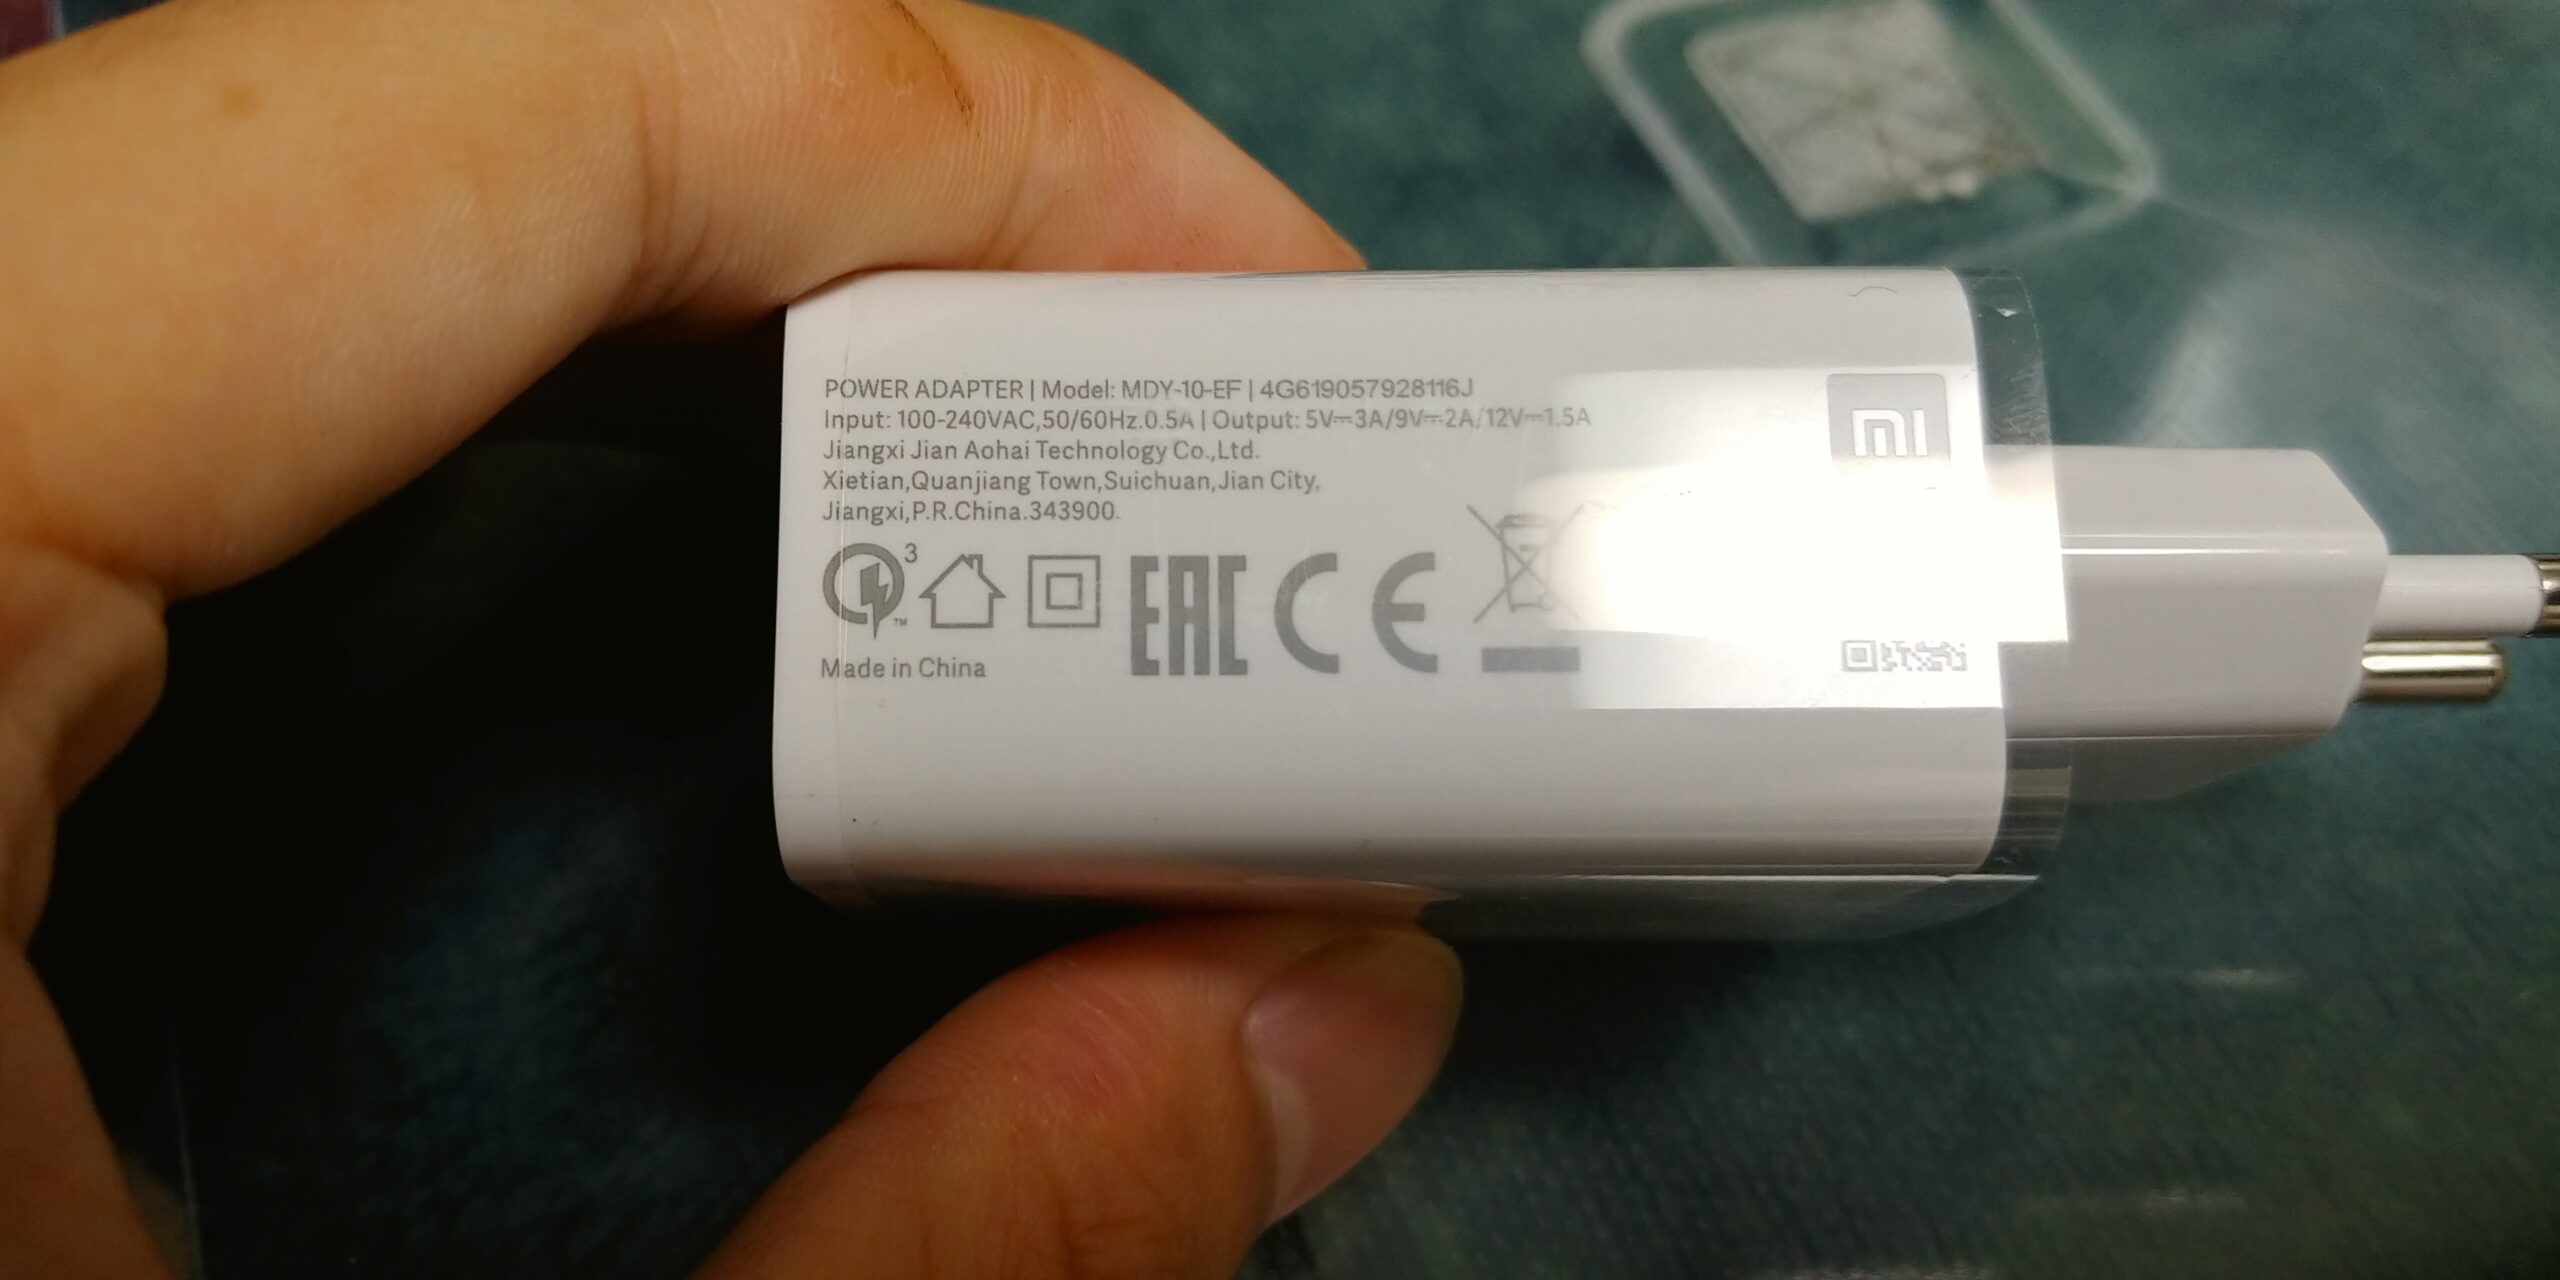 POWER ADAPTER | Model: MDY-10-EF | 4G619057928116J
Input: 100-240VAC,50/60Hz.0.5A | Output: 5V⎓3A/9V⎓2A/12V⎓1.5A
Jiangxi Jian Aohai Technology Co.,Ltd.
Xietian,Quanjiang Town,Suichuan,Jian City,
Jiangxi,P.R.China.343900.
mi
3
TM
EAC CE
Made in China